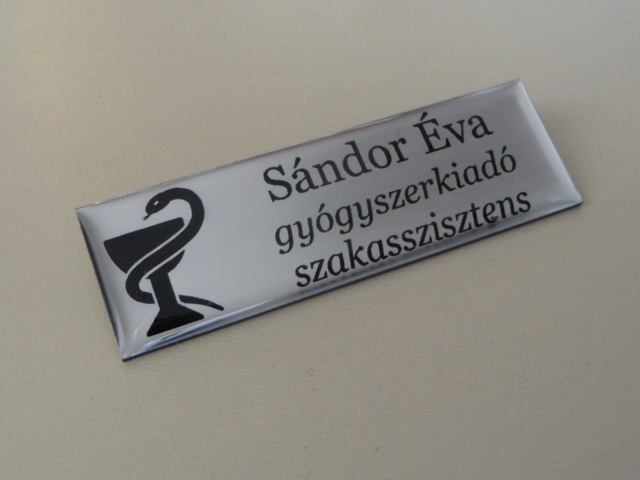 Sándor Éva
gyógyszerkiadó
szakasszisztens